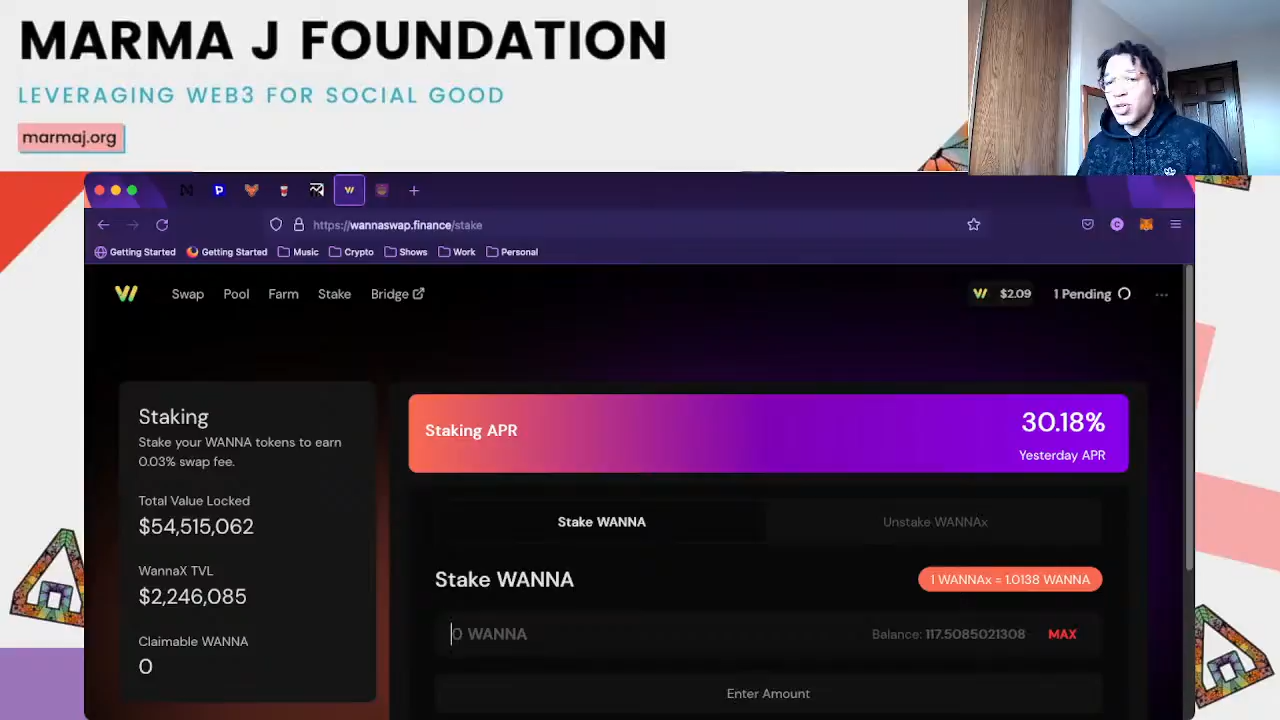 MARMA J FOUNDATION
LEVERAGING WEB3 FOR SOCIAL GOOD
marmaj.org
https://wannaswap.finance/stake
Getting Started
Getting Started
Music
Crypto
Shows
Work
Personal
Swap
Pool
Farm
Stake
Bridge
$2.09
1 Pending
Staking
Stake your WANNA tokens to earn
0.03% swap fee.
Total Value Locked
$54,515,062
WannaX TVL
$2,246,085
Claimable WANNA
0
Staking APR
30.18%
Yesterday APR
Stake WANNA
Unstake WANNAx
Stake WANNA
1 WANNAx = 1.0138 WANNA
0 WANNA
Balance: 117.5085021308
MAX
Enter Amount